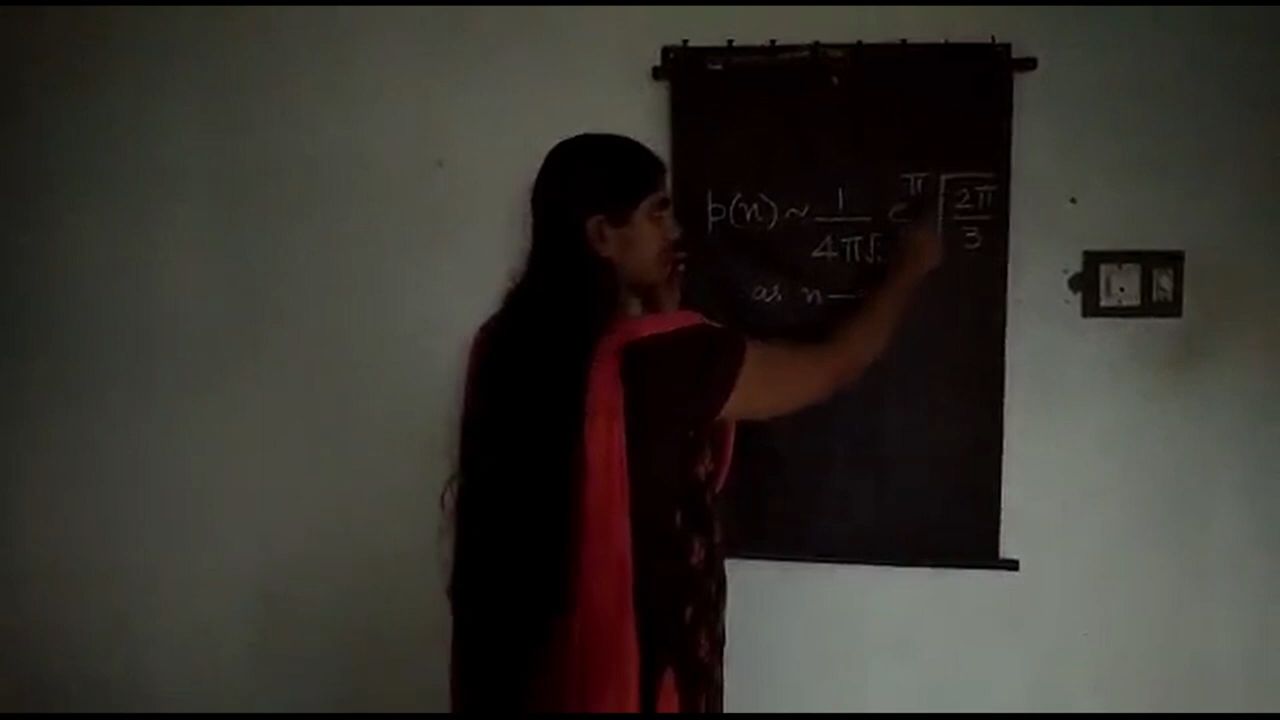 p(n) ~ 1/4π√ e^π √2π/3
as n →